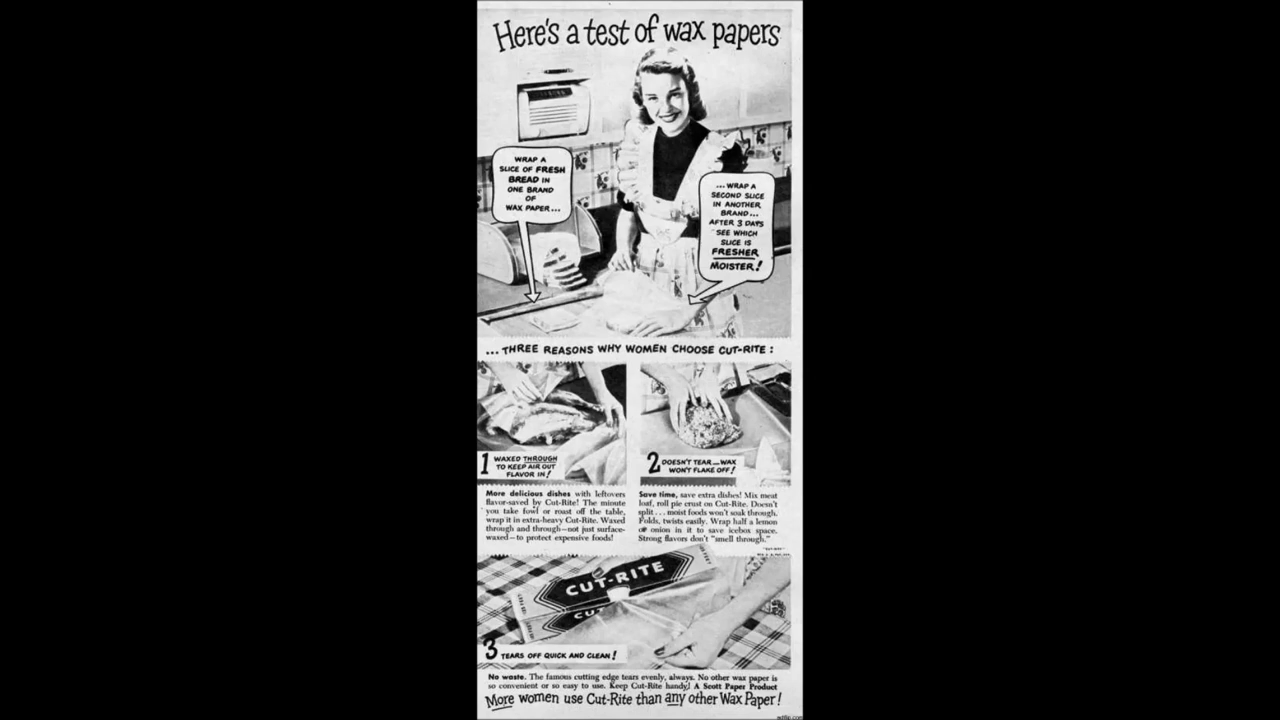 Here's a test of wax papers
WRAP A
SLICE OF FRESH
BREAD IN
ONE BRAND
OF
WAX PAPER...
...WRAP A
SECOND SLICE
IN ANOTHER
BRAND...
AFTER 3 DAYS
SEE WHICH
SLICE IS
FRESHER
MOISTER!
...THREE REASONS WHY WOMEN CHOOSE CUT-RITE:
1 WAXED THROUGH
TO KEEP AIR OUT
FLAVOR IN!
2 DOESN'T TEAR...WAX
WON'T FLAKE OFF!
More delicious dishes with leftovers
flavor-saved by Cut-Rite! The minute
you take fowl or roast off the table,
wrap it in extra-heavy Cut-Rite. Waxed
through and through—not just surface-
waxed—to protect expensive foods!
Save time, save extra dishes! Mix meat
loaf, roll pie crust on Cut-Rite. Doesn't
split...moist foods won't soak through.
Folds, twists easily. Wrap half a lemon
or onion in it to save icebox space.
Strong flavors don't "smell through."
CUT-RITE
CUT
3 TEARS OFF QUICK AND CLEAN!
No waste. The famous cutting edge tears evenly, always. No other wax paper is
so convenient or so easy to use. Keep Cut-Rite handy! A Scott Paper Product
More women use Cut-Rite than any other Wax Paper!